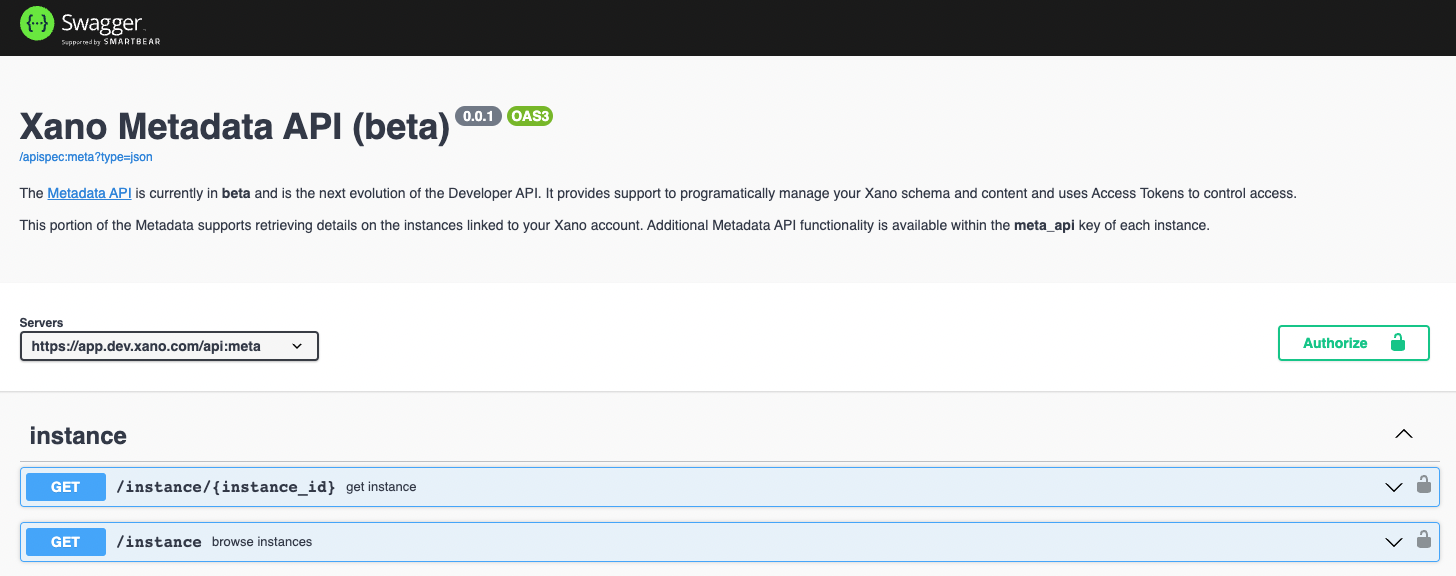 Swagger
Supported by SMARTBEAR
Xano Metadata API (beta) 0.0.1 OAS3
/apispec:meta?type=json
The Metadata API is currently in beta and is the next evolution of the Developer API. It provides support to programatically manage your Xano schema and content and uses Access Tokens to control access.
This portion of the Metadata supports retrieving details on the instances linked to your Xano account. Additional Metadata API functionality is available within the meta_api key of each instance.
Servers
https://app.dev.xano.com/api:meta
Authorize
instance
GET /instance/{instance_id} get instance
GET /instance browse instances